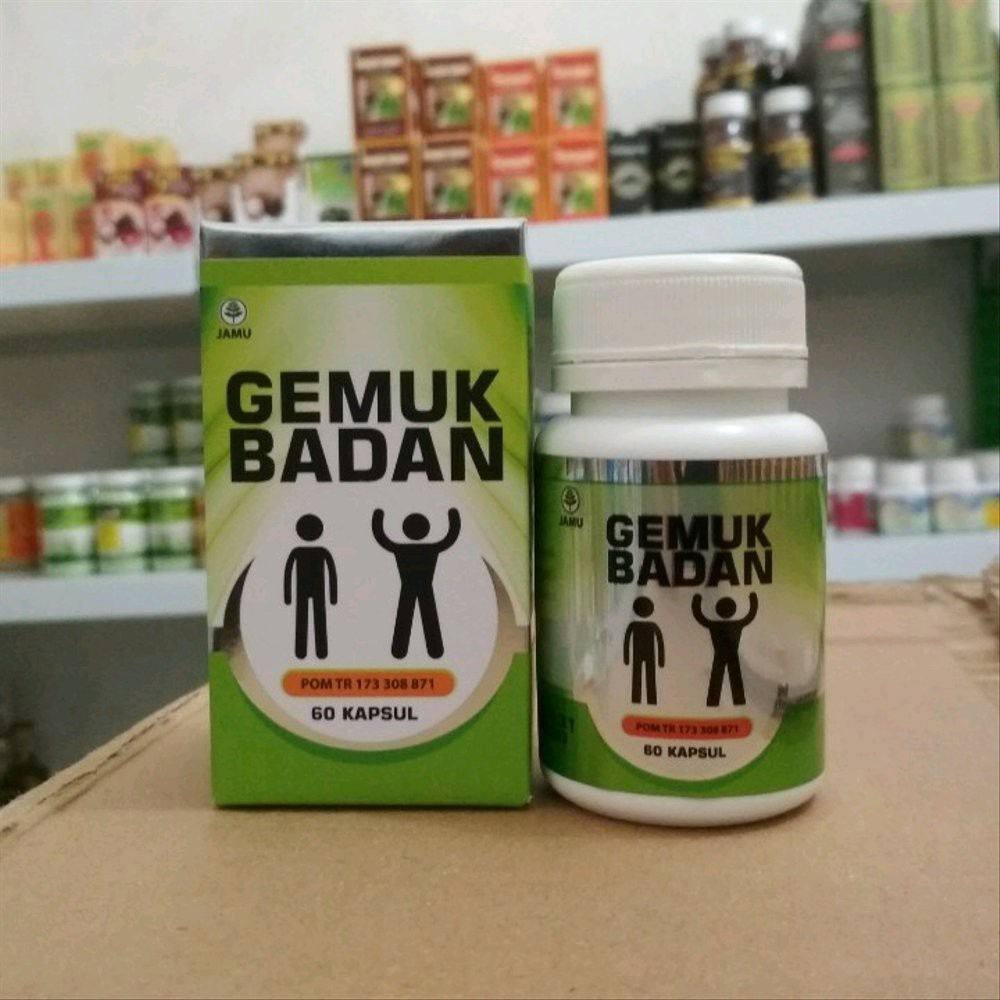 JAMU
GEMUK
BADAN
POM TR 173 308 871
60 KAPSUL
JAMU
GEMUK
BADAN
POM TR 173 308 871
60 KAPSUL